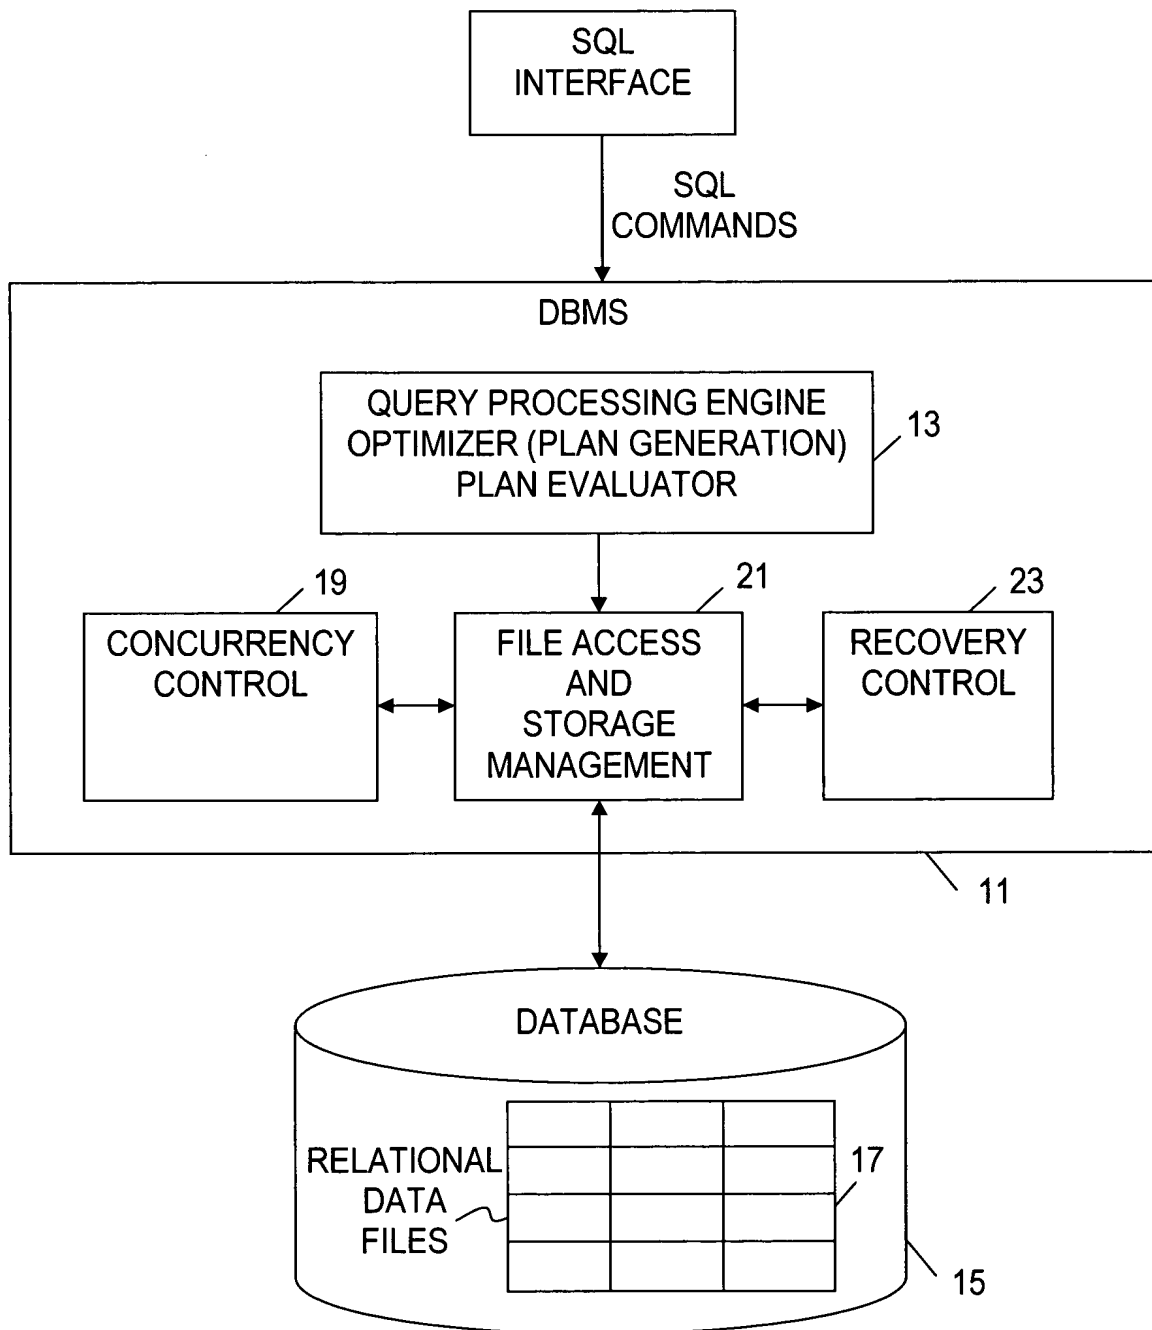 SQL
INTERFACE
SQL
COMMANDS
DBMS
QUERY PROCESSING ENGINE
OPTIMIZER (PLAN GENERATION)
PLAN EVALUATOR
13
19
21
23
CONCURRENCY
CONTROL
FILE ACCESS
AND
STORAGE
MANAGEMENT
RECOVERY
CONTROL
11
DATABASE
RELATIONAL
DATA
FILES
17
15